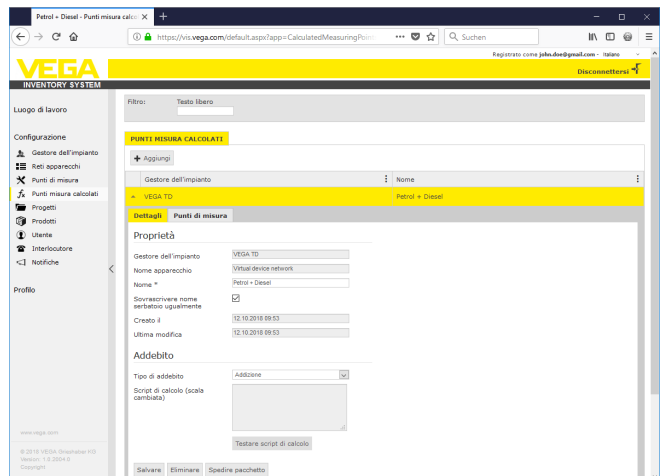 Petrol + Diesel - Punti misura calco
https://vis.vega.com/default.aspx?app=CalculatedMeasuringPoin
Suchen
Registrato come john.doe@gmail.com - Italiano
VEGA
INVENTORY SYSTEM
Disconnettersi
Luogo di lavoro
Configurazione
Gestore dell'impianto
Reti apparecchi
Punti di misura
Punti misura calcolati
Progetti
Prodotti
Utente
Interlocutore
Notifiche
Profilo
www.vega.com
© 2018 VEGA Grieshaber KG
Copyright
Filtro: Testo libero
PUNTI MISURA CALCOLATI
Aggiungi
Gestore dell'impianto Nome
VEGA TD Petrol + Diesel
Dettagli Punti di misura
Proprietà
Gestore dell'impianto VEGA TD
Nome apparecchio Virtual device network
Nome * Petrol + Diesel
Sovrascrivere nome
serbatoio ugualmente
Creato il 12.10.2018 09:53
Ultima modifica 12.10.2018 09:53
Addebito
Tipo di addebito Addizione
Script di calcolo (scala
cambiata)
Testare script di calcolo
Salvare Eliminare Spedire pacchetto